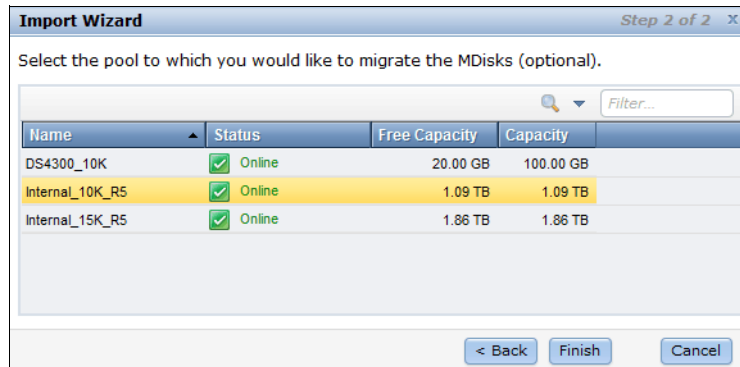 Import Wizard Step 2 of 2 x
Select the pool to which you would like to migrate the MDisks (optional).
Filter...
Name Status Free Capacity Capacity
DS4300_10K Online 20.00 GB 100.00 GB
Internal_10K_R5 Online 1.09 TB 1.09 TB
Internal_15K_R5 Online 1.86 TB 1.86 TB
< Back Finish Cancel